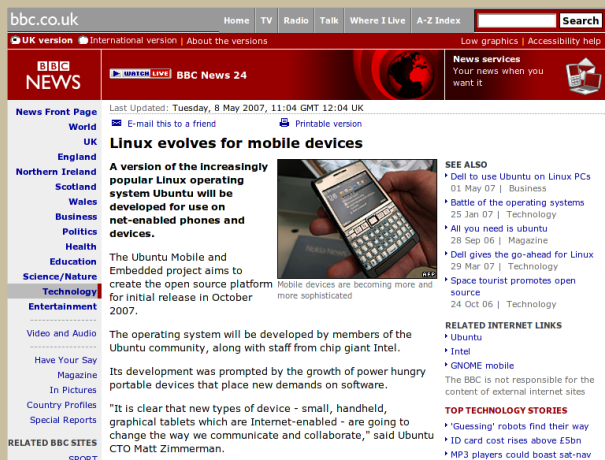 bbc.co.uk
Home TV Radio Talk Where I Live A-Z Index Search
UK version International version | About the versions
Low graphics | Accessibility help
BBC
NEWS
WATCH LIVE BBC News 24
News services
Your news when you
want it
News Front Page
World
UK
England
Northern Ireland
Scotland
Wales
Business
Politics
Health
Education
Science/Nature
Technology
Entertainment
Video and Audio
Have Your Say
Magazine
In Pictures
Country Profiles
Special Reports
RELATED BBC SITES
SPORT
Last Updated: Tuesday, 8 May 2007, 11:04 GMT 12:04 UK
E-mail this to a friend
Printable version
Linux evolves for mobile devices
A version of the increasingly
popular Linux operating
system Ubuntu will be
developed for use on
net-enabled phones and
devices.
The Ubuntu Mobile and
Embedded project aims to
create the open source platform
for initial release in October
2007.
Nokia Nseries
AFP
Mobile devices are becoming more and
more sophisticated
The operating system will be developed by members of the
Ubuntu community, along with staff from chip giant Intel.
Its development was prompted by the growth of power hungry
portable devices that place new demands on software.
"It is clear that new types of device - small, handheld,
graphical tablets which are Internet-enabled - are going to
change the way we communicate and collaborate," said Ubuntu
CTO Matt Zimmerman.
SEE ALSO
Dell to use Ubuntu on Linux PCs
01 May 07 | Business
Battle of the operating systems
25 Jan 07 | Technology
All you need is ubuntu
28 Sep 06 | Magazine
Dell gives the go-ahead for Linux
29 Mar 07 | Technology
Space tourist promotes open
source
24 Oct 06 | Technology
RELATED INTERNET LINKS
Ubuntu
Intel
GNOME mobile
The BBC is not responsible for the
content of external internet sites
TOP TECHNOLOGY STORIES
'Guessing' robots find their way
ID card cost rises above £5bn
MP3 players could boast sat-nav